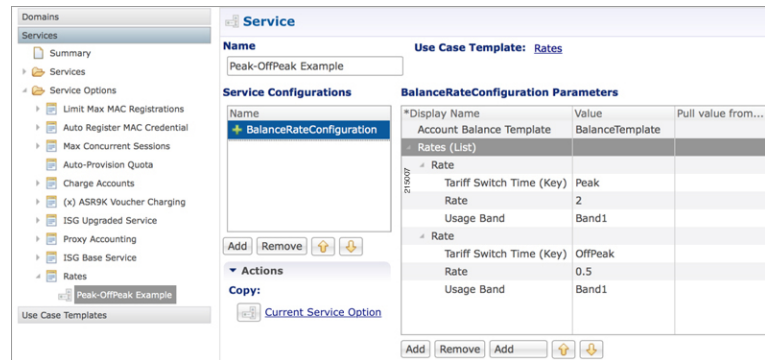 Domains
Services
Summary
Services
Service Options
Limit Max MAC Registrations
Auto Register MAC Credential
Max Concurrent Sessions
Auto-Provision Quota
Charge Accounts
(x) ASR9K Voucher Charging
ISG Upgraded Service
Proxy Accounting
ISG Base Service
Rates
Peak-OffPeak Example
Use Case Templates
Service
Name
Use Case Template: Rates
Peak-OffPeak Example
Service Configurations
Name
BalanceRateConfiguration
Add Remove
Actions
Copy:
Current Service Option
BalanceRateConfiguration Parameters
*Display Name Value Pull value from...
Account Balance Template BalanceTemplate
Rates (List)
Rate
Tariff Switch Time (Key) Peak
Rate 2
Usage Band Band1
Rate
Tariff Switch Time (Key) OffPeak
Rate 0.5
Usage Band Band1
Add Remove Add